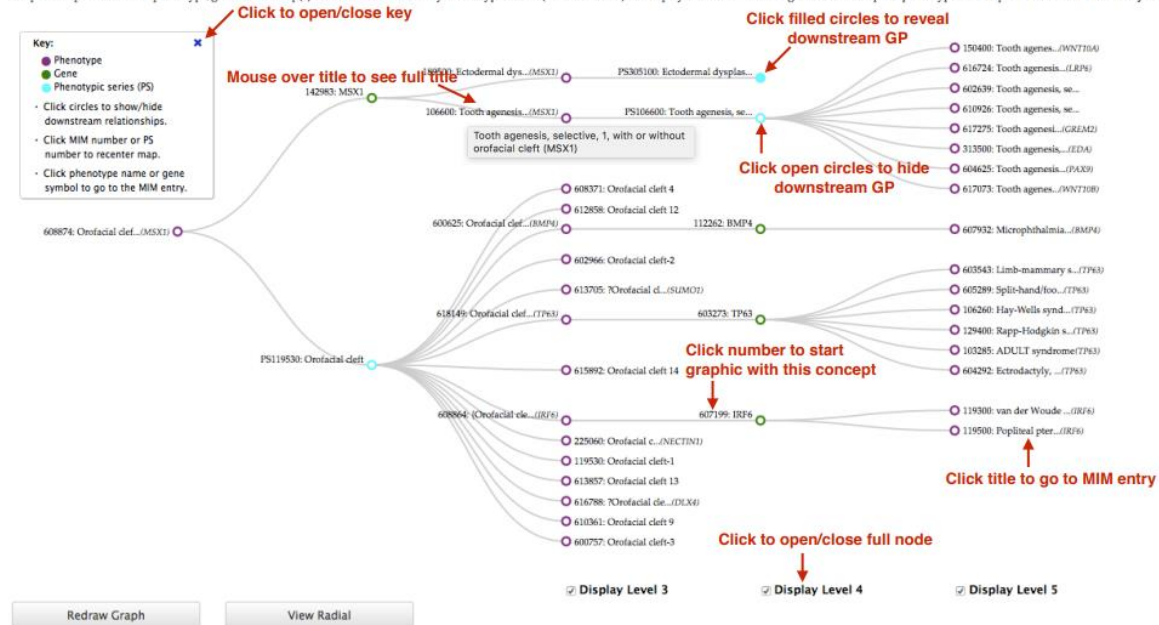 Click to open/close key
Click filled circles to reveal
downstream GP
Key:
Phenotype
Gene
Phenotypic series (PS)
· Click circles to show/hide
downstream relationships.
· Click MIM number or PS
number to recenter map.
· Click phenotype name or gene
symbol to go to the MIM entry.
Mouse over title to see full title
142983: MSX1
Ectodermal dys...(MSX1)
PS305100: Ectodermal dysplas...
106600: Tooth agenesis...(MSX1)
PS106600: Tooth agenesis, se...
Tooth agenesis, selective, 1, with or without
orofacial cleft (MSX1)
Click open circles to hide
downstream GP
150400: Tooth agenes...(WNT10A)
616724: Tooth agenesis...(LRP6)
602639: Tooth agenesis, se...
610926: Tooth agenesis, se...
617275: Tooth agenesi...(GREM2)
313500: Tooth agenesis,...(EDA)
604625: Tooth agenesis...(PAX9)
617073: Tooth agenes...(WNT10B)
608874: Orofacial clef...(MSX1)
608371: Orofacial cleft 4
612858: Orofacial cleft 12
600625: Orofacial clef...(BMP4)
112262: BMP4
607932: Microphthalmia...(BMP4)
602966: Orofacial cleft-2
613705: ?Orofacial cl...(SUMO1)
618149: Orofacial clef...(TP63)
603273: TP63
603543: Limb-mammary s...(TP63)
605289: Split-hand/foo...(TP63)
106260: Hay-Wells synd...(TP63)
129400: Rapp-Hodgkin s...(TP63)
103285: ADULT syndrome(TP63)
604292: Ectrodactyly, ...(TP63)
PS119530: Orofacial cleft
615892: Orofacial cleft 14
Click number to start
graphic with this concept
608864: {Orofacial cle...(IRF6)
607199: IRF6
119300: van der Woude ...(IRF6)
119500: Popliteal pter...(IRF6)
Click title to go to MIM entry
225060: Orofacial c...(NECTIN1)
119530: Orofacial cleft-1
613857: Orofacial cleft 13
616788: ?Orofacial cle...(DLX4)
610361: Orofacial cleft 9
600757: Orofacial cleft-3
Click to open/close full node
Display Level 3
Display Level 4
Display Level 5
Redraw Graph
View Radial